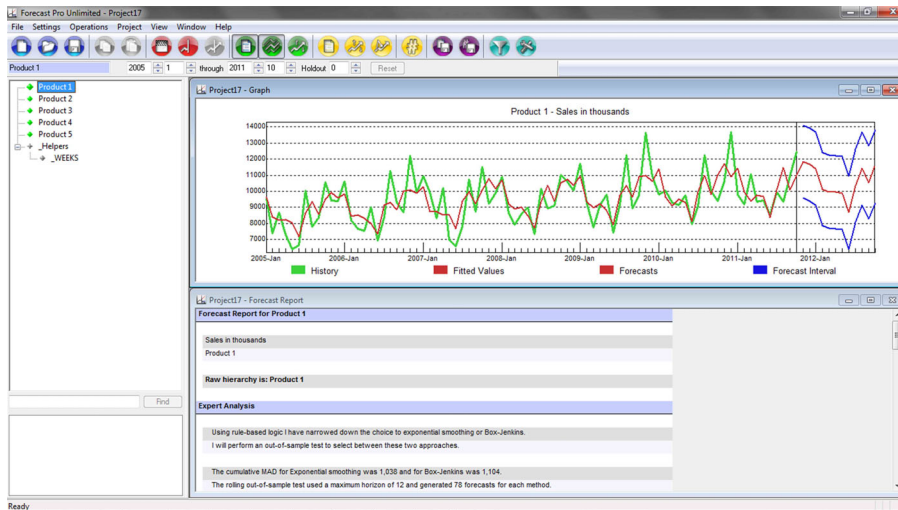 Forecast Pro Unlimited - Project17
File Settings Operations Project View Window Help
Product 1 2005 1 through 2011 10 Holdout 0 Reset
Product 1
Product 2
Product 3
Product 4
Product 5
_Helpers
_WEEKS
Find
Project17 - Graph
Product 1 - Sales in thousands
14000
13000
12000
11000
10000
9000
8000
7000
2005-Jan 2006-Jan 2007-Jan 2008-Jan 2009-Jan 2010-Jan 2011-Jan 2012-Jan
History Fitted Values Forecasts Forecast Interval
Project17 - Forecast Report
Forecast Report for Product 1
Sales in thousands
Product 1
Raw hierarchy is: Product 1
Expert Analysis
Using rule-based logic I have narrowed down the choice to exponential smoothing or Box-Jenkins.
I will perform an out-of-sample test to select between these two approaches.
The cumulative MAD for Exponential smoothing was 1,038 and for Box-Jenkins was 1,104.
The rolling out-of-sample test used a maximum horizon of 12 and generated 78 forecasts for each method.
Ready